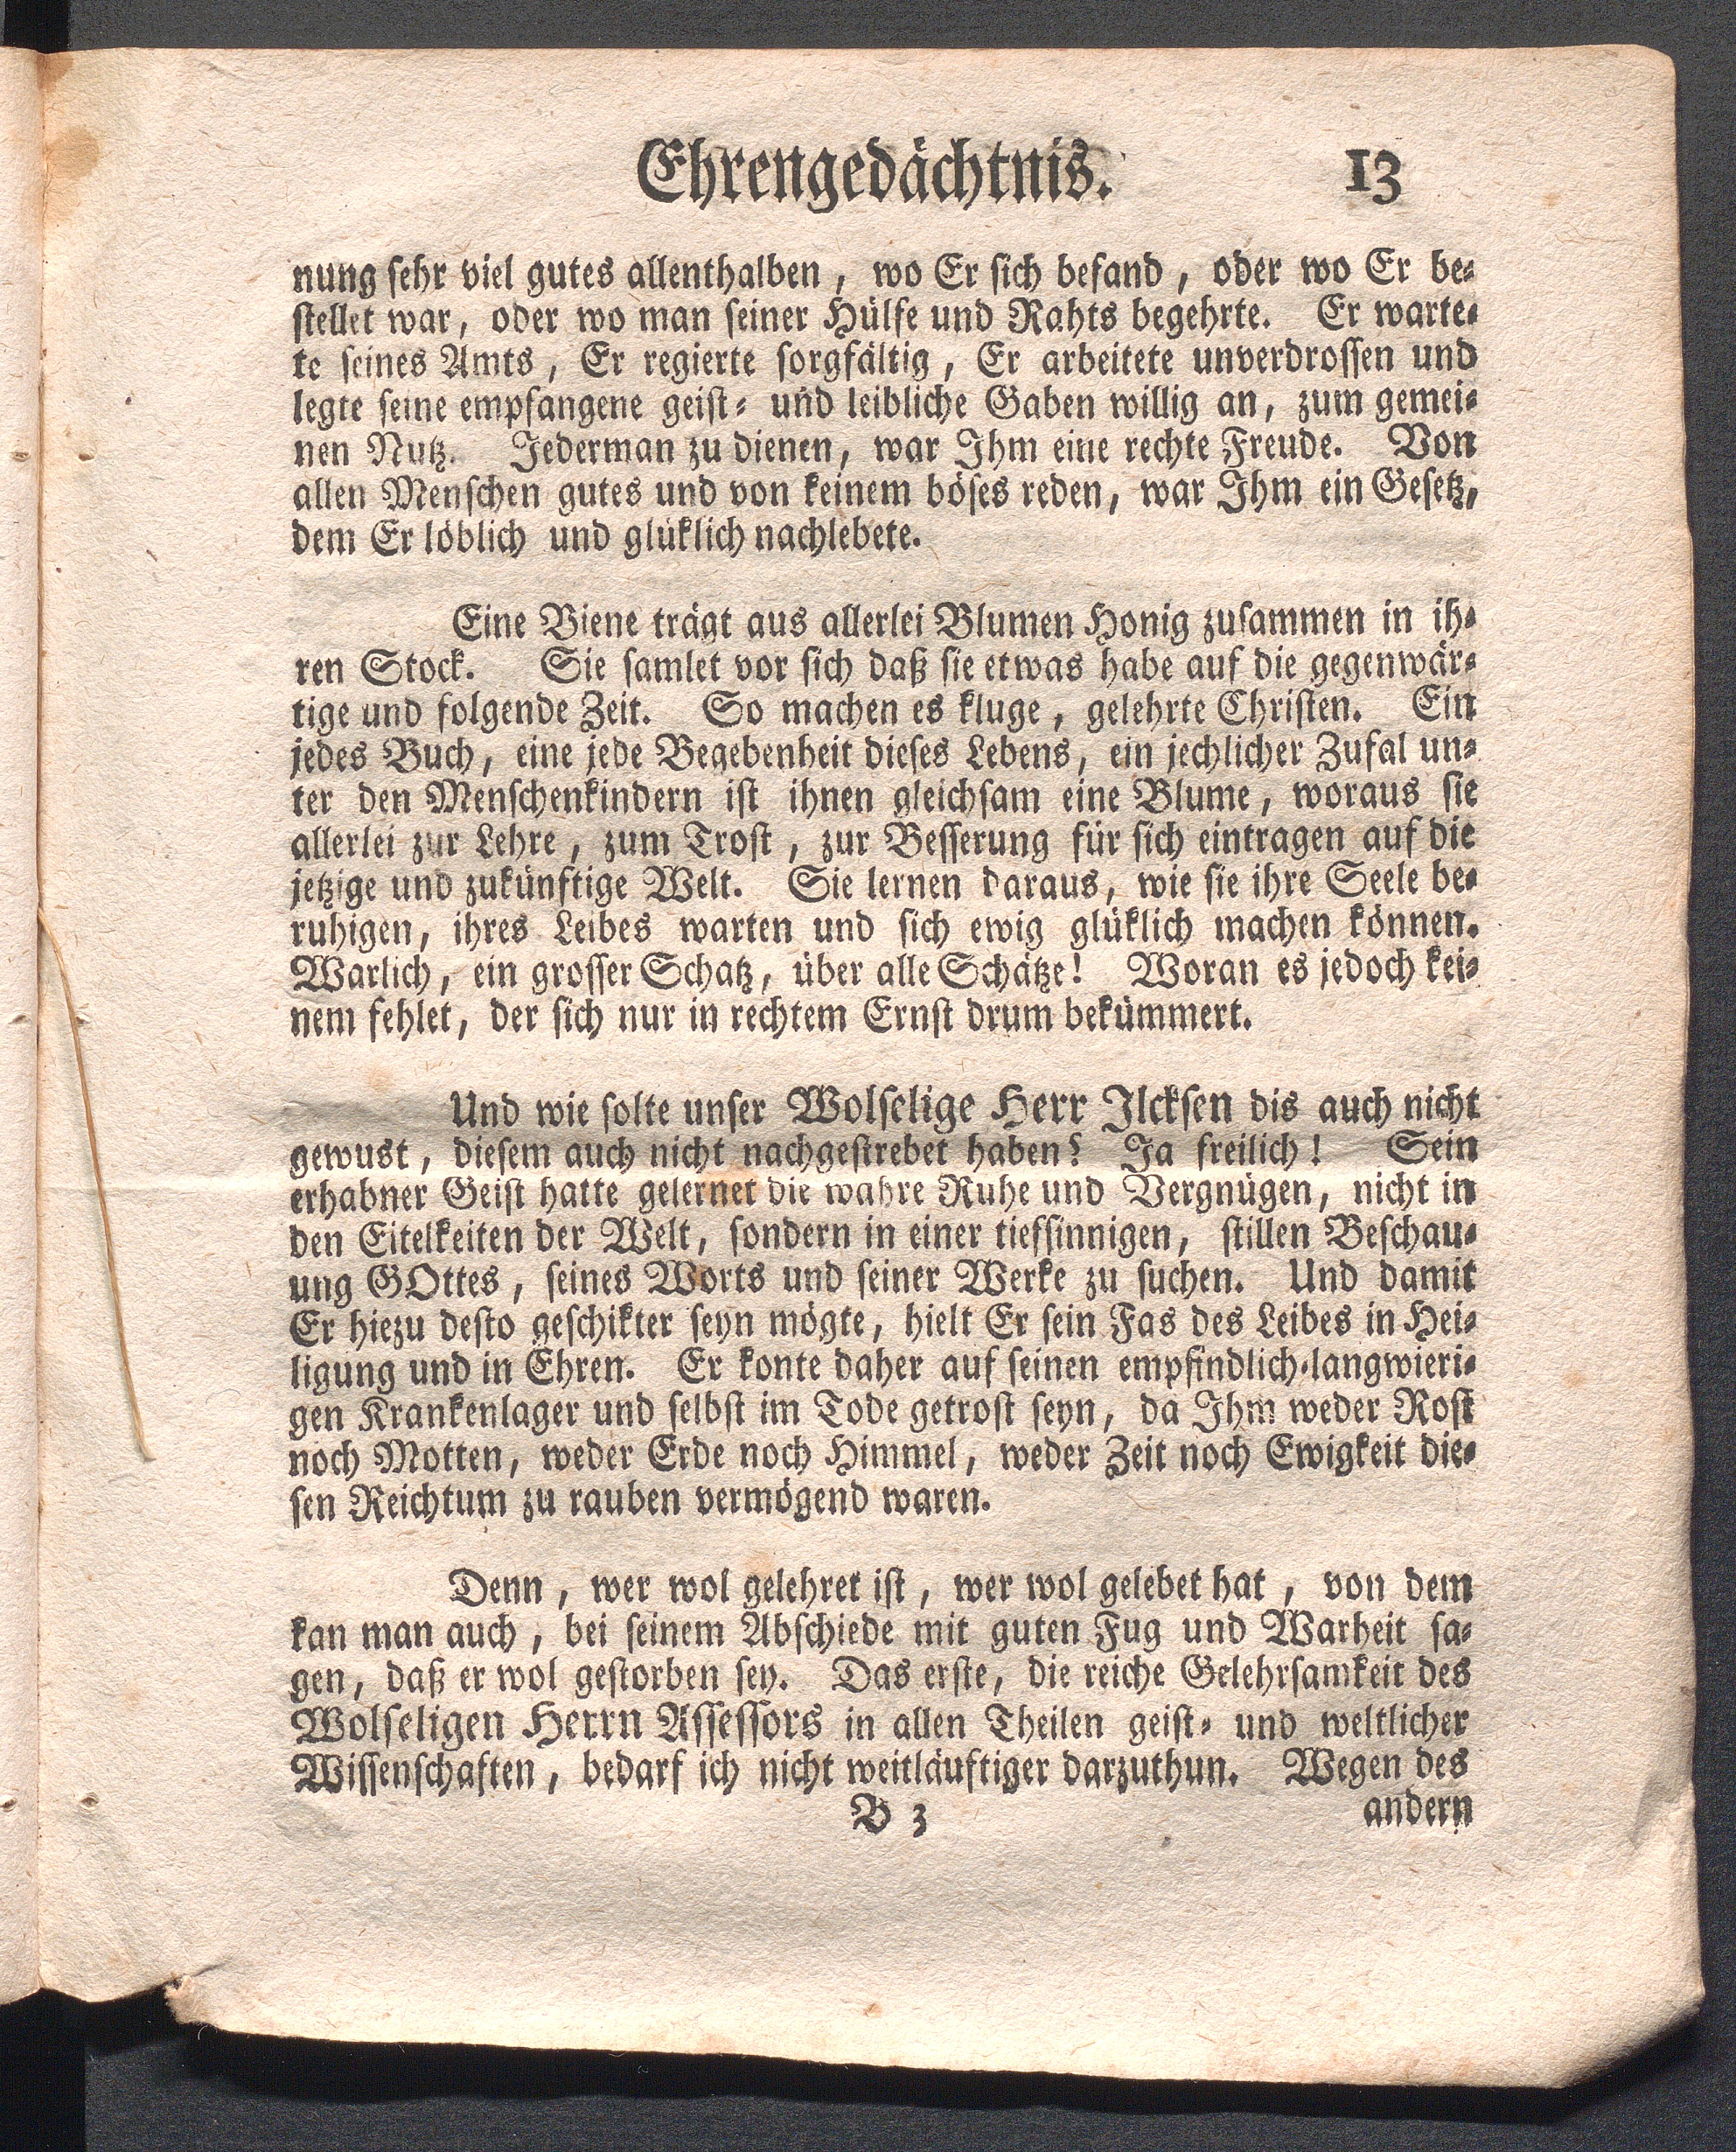 Ehrengedächtnis. 13
nung sehr viel gutes allenthalben, wo Er sich befand, oder wo Er be-
stellet war, oder wo man seiner Hülfe und Rahts begehrte. Er warte-
te seines Amts, Er regierte sorgfältig, Er arbeitete unverdrossen und
legte seine empfangene geist- und leibliche Gaben willig an, zum gemei-
nen Nutz. Jederman zu dienen, war Ihm eine rechte Freude. Von
allen Menschen gutes und von keinem böses reden, war Ihm ein Gesetz,
dem Er löblich und glüklich nachlebete.
Eine Biene trägt aus allerlei Blumen Honig zusammen in ih-
ren Stock. Sie samlet vor sich daß sie etwas habe auf die gegenwär-
tige und folgende Zeit. So machen es kluge, gelehrte Christen. Ein
jedes Buch, eine jede Begebenheit dieses Lebens, ein jechlicher Zufal un-
ter den Menschenkindern ist ihnen gleichsam eine Blume, woraus sie
allerlei zur Lehre, zum Trost, zur Besserung für sich eintragen auf die
jetzige und zukünftige Welt. Sie lernen daraus, wie sie ihre Seele be-
ruhigen, ihres Leibes warten und sich ewig glüklich machen können.
Warlich, ein grosser Schatz, über alle Schätze! Woran es jedoch kei-
nem fehlet, der sich nur in rechtem Ernst drum bekümmert.
Und wie solte unser Wolselige Herr Ilcksen dis auch nicht
gewust, diesem auch nicht nachgestrebet haben? Ja freilich! Sein
erhabner Geist hatte gelernet die wahre Ruhe und Vergnügen, nicht in
den Eitelkeiten der Welt, sondern in einer tiefsinnigen, stillen Beschau-
ung GOttes, seines Worts und seiner Werke zu suchen. Und damit
Er hiezu desto geschikter seyn mögte, hielt Er sein Fas des Leibes in Hei-
ligung und in Ehren. Er konte daher auf seinen empfindlich-langwieri-
gen Krankenlager und selbst im Tode getrost seyn, da Ihm weder Rost
noch Motten, weder Erde noch Himmel, weder Zeit noch Ewigkeit die-
sen Reichtum zu rauben vermögend waren.
Denn, wer wol gelehret ist, wer wol gelebet hat, von dem
kan man auch, bei seinem Abschiede mit guten Fug und Warheit sa-
gen, daß er wol gestorben sey. Das erste, die reiche Gelehrsamkeit des
Wolseligen Herrn Assessors in allen Theilen geist- und weltlicher
Wissenschaften, bedarf ich nicht weitläuftiger darzuthun. Wegen des
B 3 andern